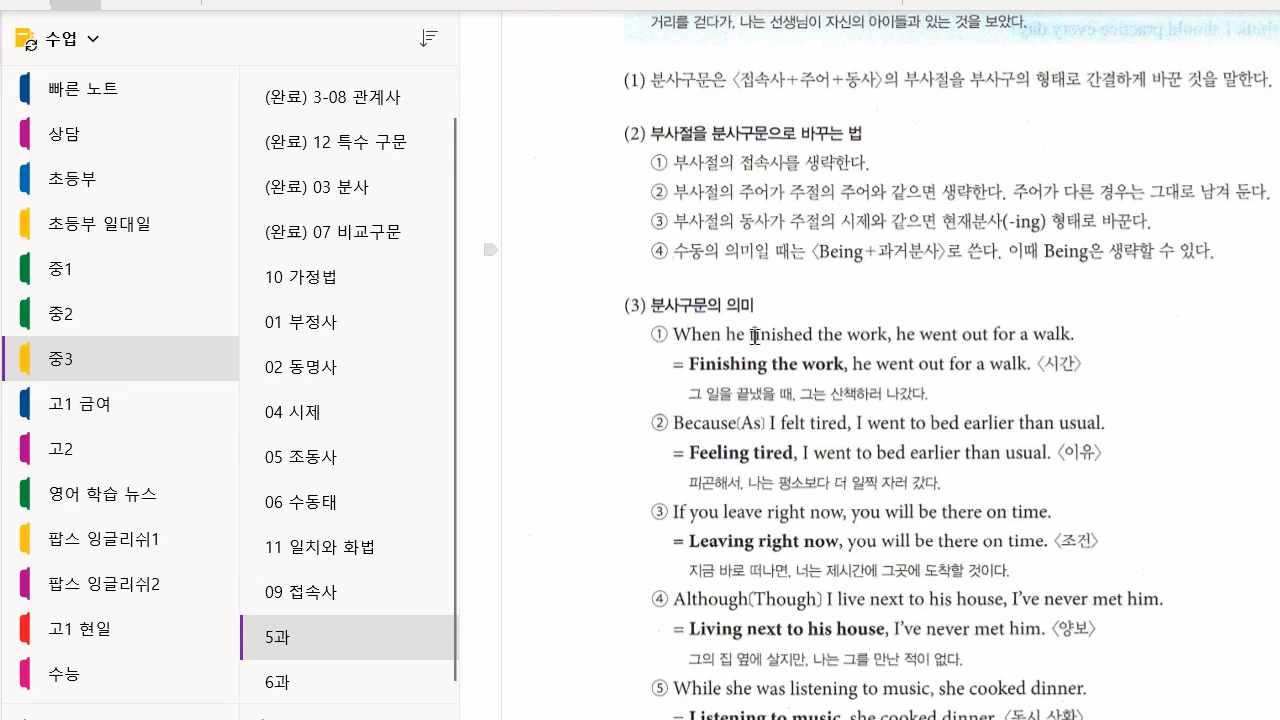 수업
빠른 노트
상담
초등부
초등부 일대일
중1
중2
중3
고1 금여
고2
영어 학습 뉴스
팝스 잉글리쉬1
팝스 잉글리쉬2
고1 현일
수능
(완료) 3-08 관계사
(완료) 12 특수 구문
(완료) 03 분사
(완료) 07 비교구문
10 가정법
01 부정사
02 동명사
04 시제
05 조동사
06 수동태
11 일치와 화법
09 접속사
5과
6과
거리를 걷다가, 나는 선생님이 자신의 아이들과 있는 것을 보았다.
think I should practice every day
(1) 분사구문은 〈접속사+주어+동사〉의 부사절을 부사구의 형태로 간결하게 바꾼 것을 말한다.
(2) 부사절을 분사구문으로 바꾸는 법
① 부사절의 접속사를 생략한다.
② 부사절의 주어가 주절의 주어와 같으면 생략한다. 주어가 다른 경우는 그대로 남겨 둔다.
③ 부사절의 동사가 주절의 시제와 같으면 현재분사(-ing) 형태로 바꾼다.
④ 수동의 의미일 때는 〈Being+과거분사〉로 쓴다. 이때 Being은 생략할 수 있다.
(3) 분사구문의 의미
① When he finished the work, he went out for a walk.
= Finishing the work, he went out for a walk. 〈시간〉
그 일을 끝냈을 때, 그는 산책하러 나갔다.
② Because[As] I felt tired, I went to bed earlier than usual.
= Feeling tired, I went to bed earlier than usual. 〈이유〉
피곤해서, 나는 평소보다 더 일찍 자러 갔다.
③ If you leave right now, you will be there on time.
= Leaving right now, you will be there on time. 〈조건〉
지금 바로 떠나면, 너는 제시간에 그곳에 도착할 것이다.
④ Although[Though] I live next to his house, I've never met him.
= Living next to his house, I've never met him. 〈양보〉
그의 집 옆에 살지만, 나는 그를 만난 적이 없다.
⑤ While she was listening to music, she cooked dinner.
= Listening to music, she cooked dinner. 〈동시 상황〉